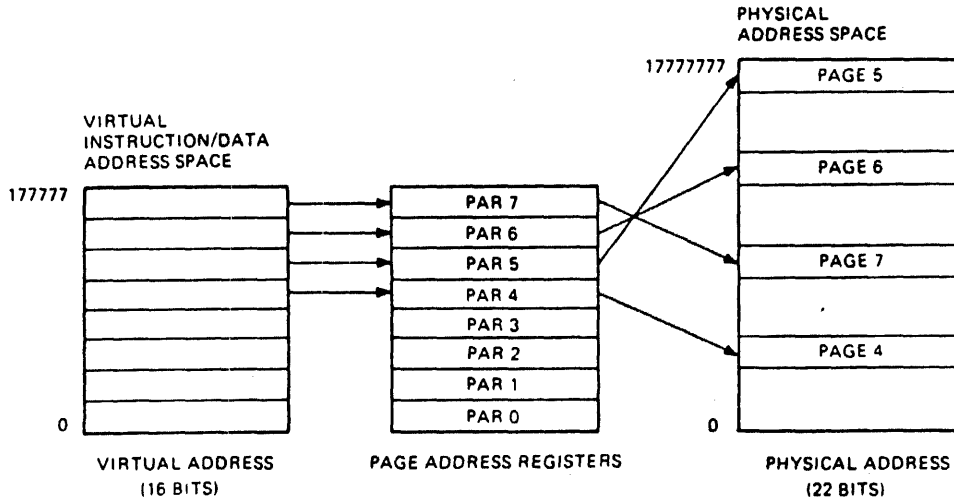 PHYSICAL
ADDRESS SPACE
17777777
PAGE 5
VIRTUAL
INSTRUCTION/DATA
ADDRESS SPACE
PAGE 6
177777
PAR 7
PAR 6
PAR 5
PAGE 7
PAR 4
PAR 3
PAGE 4
PAR 2
PAR 1
PAR 0
0
0
VIRTUAL ADDRESS
(16 BITS)
PAGE ADDRESS REGISTERS
PHYSICAL ADDRESS
(22 BITS)